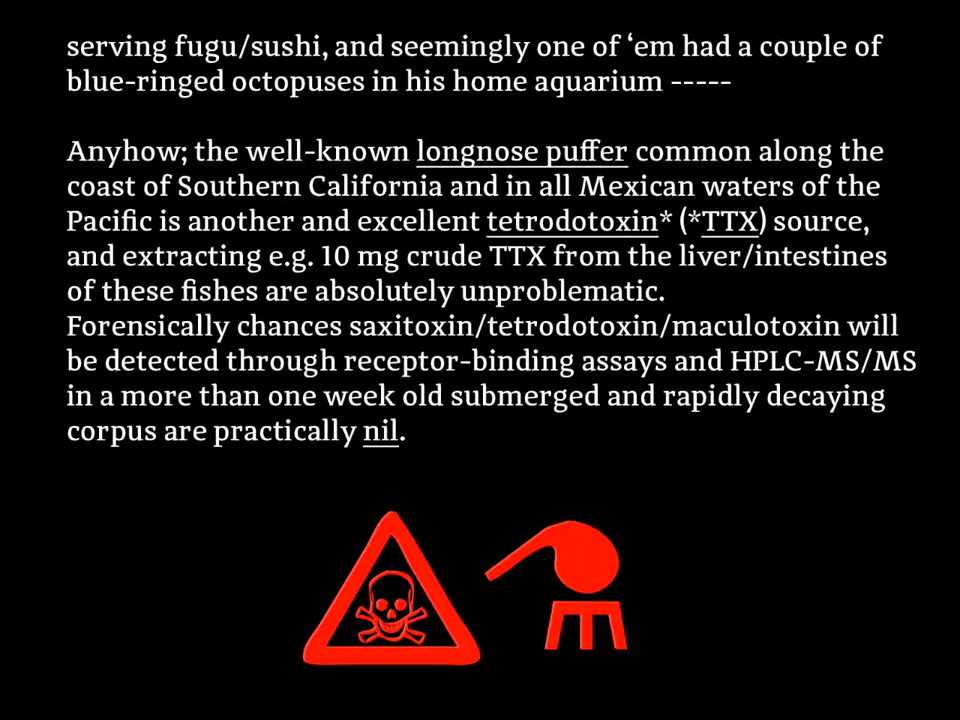 serving fugu/sushi, and seemingly one of ‘em had a couple of
blue-ringed octopuses in his home aquarium -----
Anyhow; the well-known longnose puffer common along the
coast of Southern California and in all Mexican waters of the
Pacific is another and excellent tetrodotoxin* (*TTX) source,
and extracting e.g. 10 mg crude TTX from the liver/intestines
of these fishes are absolutely unproblematic.
Forensically chances saxitoxin/tetrodotoxin/maculotoxin will
be detected through receptor-binding assays and HPLC-MS/MS
in a more than one week old submerged and rapidly decaying
corpus are practically nil.